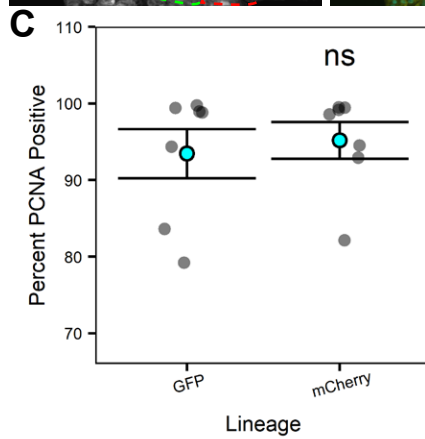 C
ns
110
100
90
80
70
Percent PCNA Positive
GFP
mCherry
Lineage